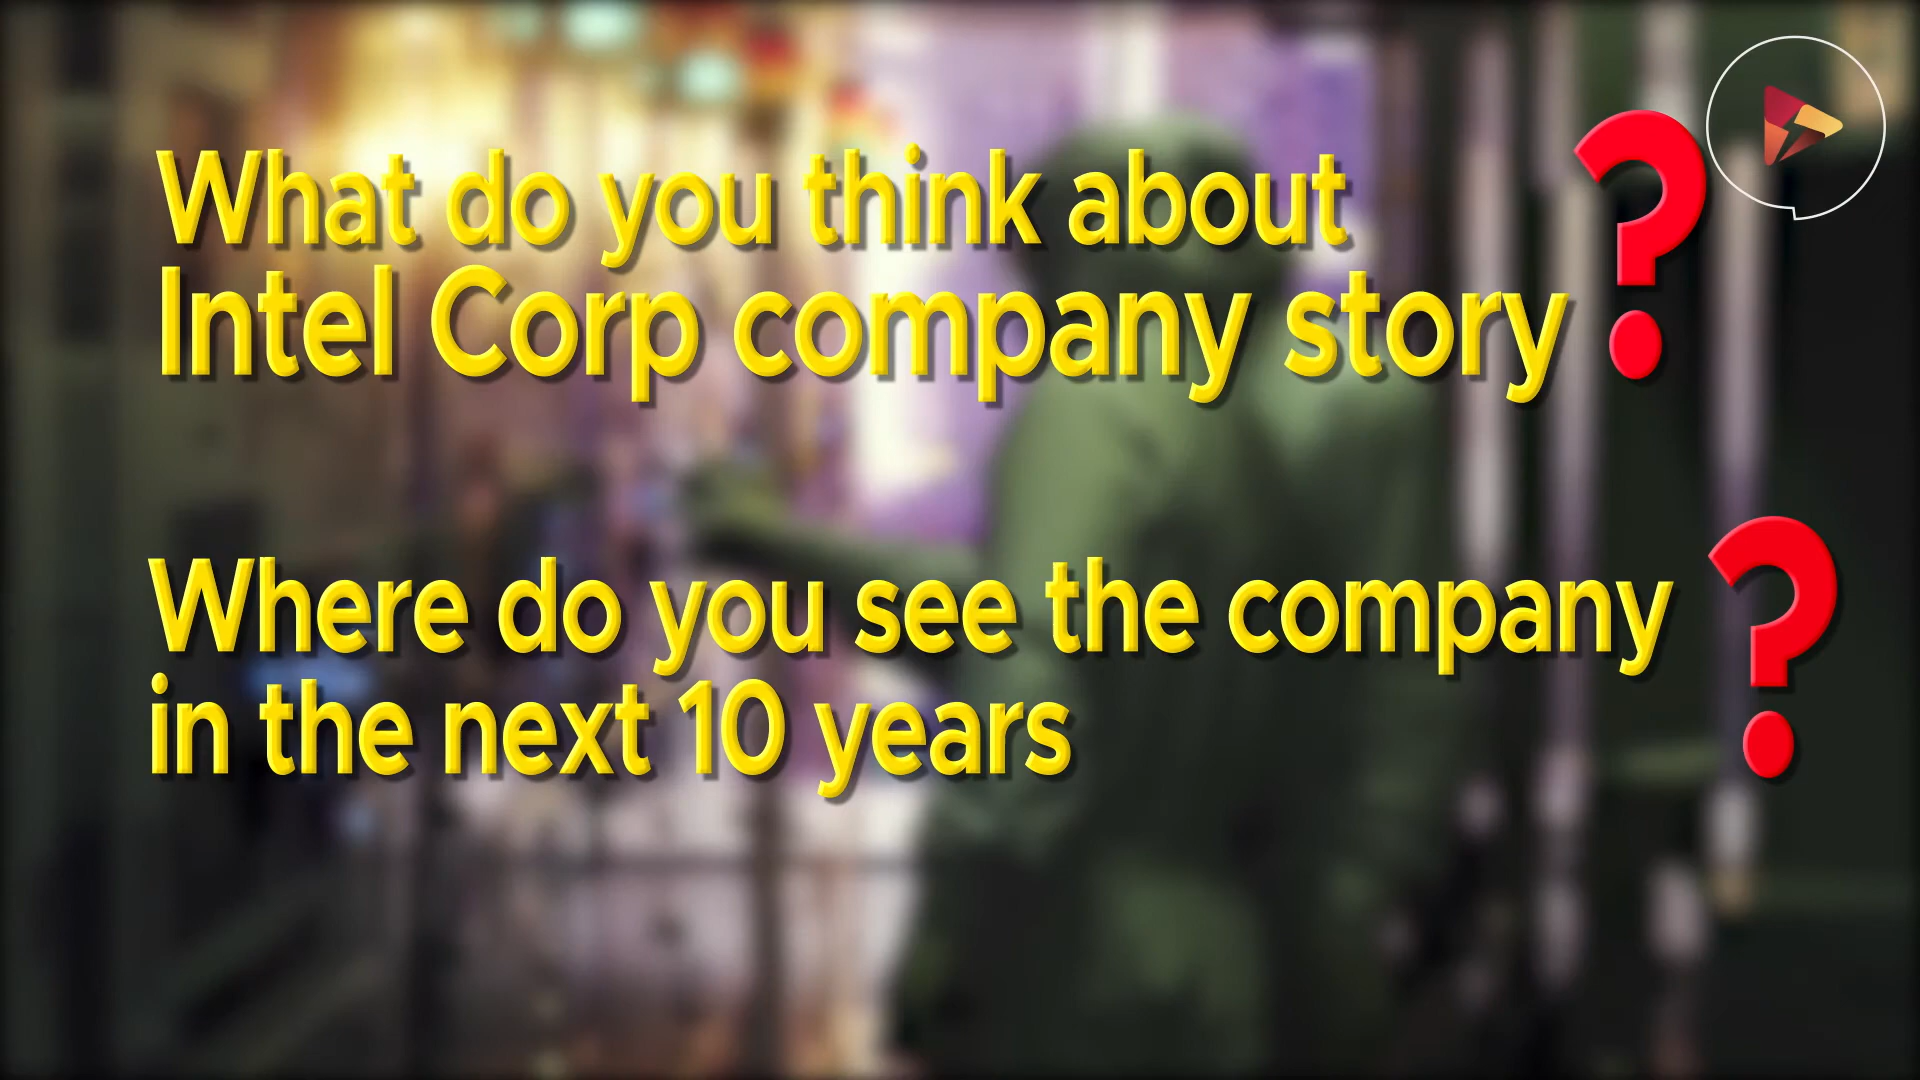 What do you think about
Intel Corp company story?
Where do you see the company
in the next 10 years?